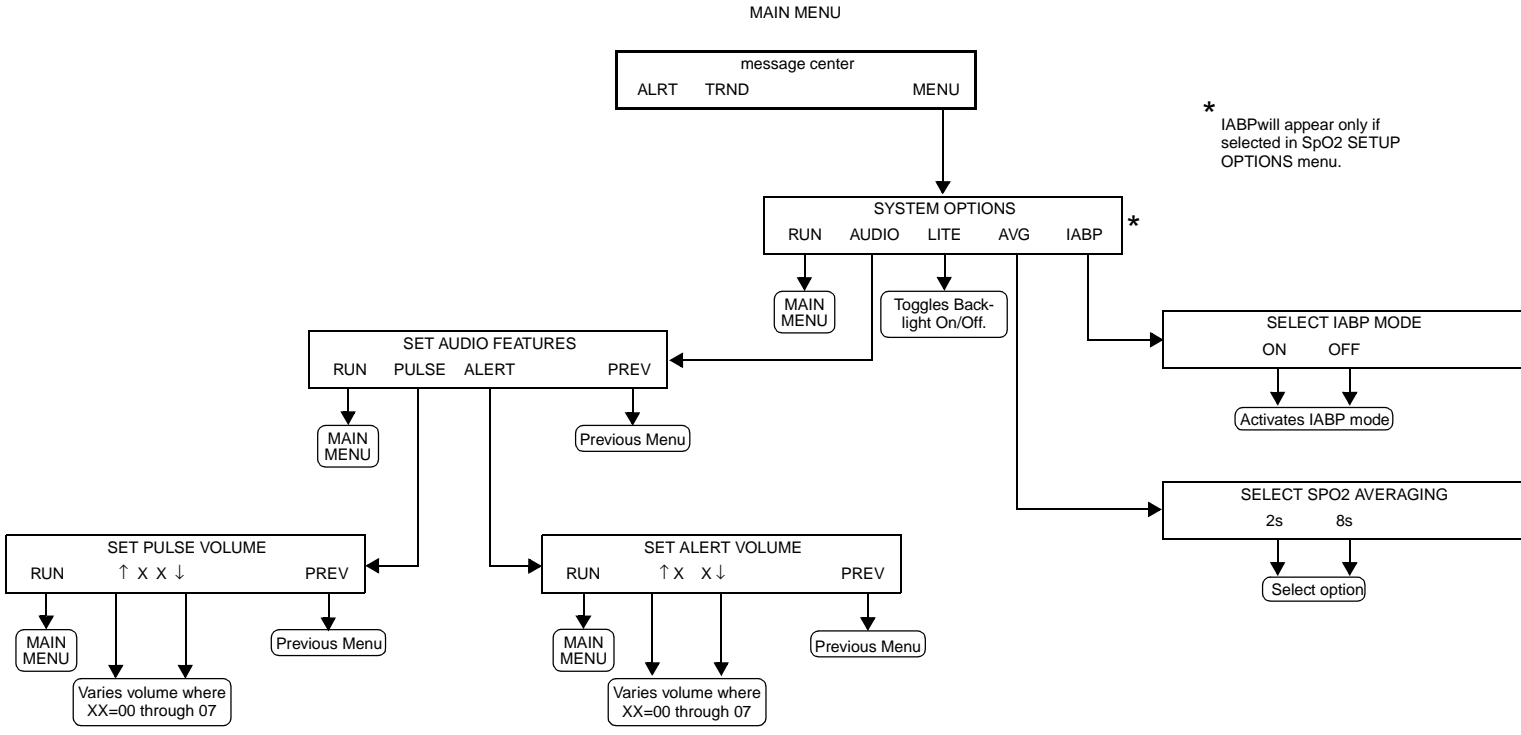 MAIN MENU
message center
ALRT TRND MENU
*
IABPwill appear only if
selected in SpO2 SETUP
OPTIONS menu.
SYSTEM OPTIONS
RUN AUDIO LITE AVG IABP
*
MAIN
MENU
Toggles Back-
light On/Off.
SET AUDIO FEATURES
RUN PULSE ALERT PREV
MAIN
MENU
Previous Menu
SELECT IABP MODE
ON OFF
Activates IABP mode
SELECT SPO2 AVERAGING
2s 8s
Select option
SET PULSE VOLUME
RUN ↑ X X ↓ PREV
MAIN
MENU
Previous Menu
Varies volume where
XX=00 through 07
SET ALERT VOLUME
RUN ↑ X X ↓ PREV
MAIN
MENU
Previous Menu
Varies volume where
XX=00 through 07